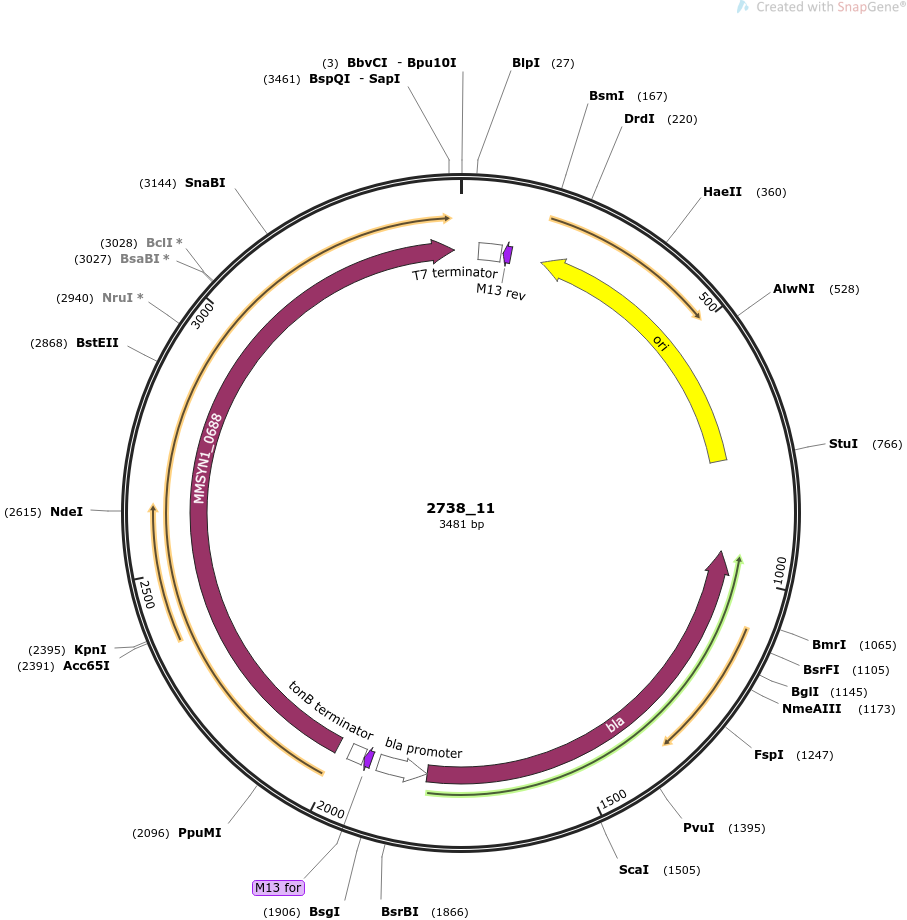 Created with SnapGene®
(3) BbvCI - Bpu10I
BlpI (27)
(3461) BspQI - SapI
BsmI (167)
DrdI (220)
(3144) SnaBI
HaeII (360)
(3028) BclI *
(3027) BsaBI *
T7 terminator
M13 rev
AlwNI (528)
(2940) NruI *
3000
500
(2868) BstEII
ori
StuI (766)
MMSYN1_0688
(2615) NdeI
2738_11
3481 bp
1000
2500
(2395) KpnI
(2391) Acc65I
BmrI (1065)
BsrFI (1105)
BglI (1145)
NmeAIII (1173)
tonB terminator
bla promoter
bla
FspI (1247)
2000
1500
(2096) PpuMI
PvuI (1395)
ScaI (1505)
M13 for
(1906) BsgI
BsrBI (1866)